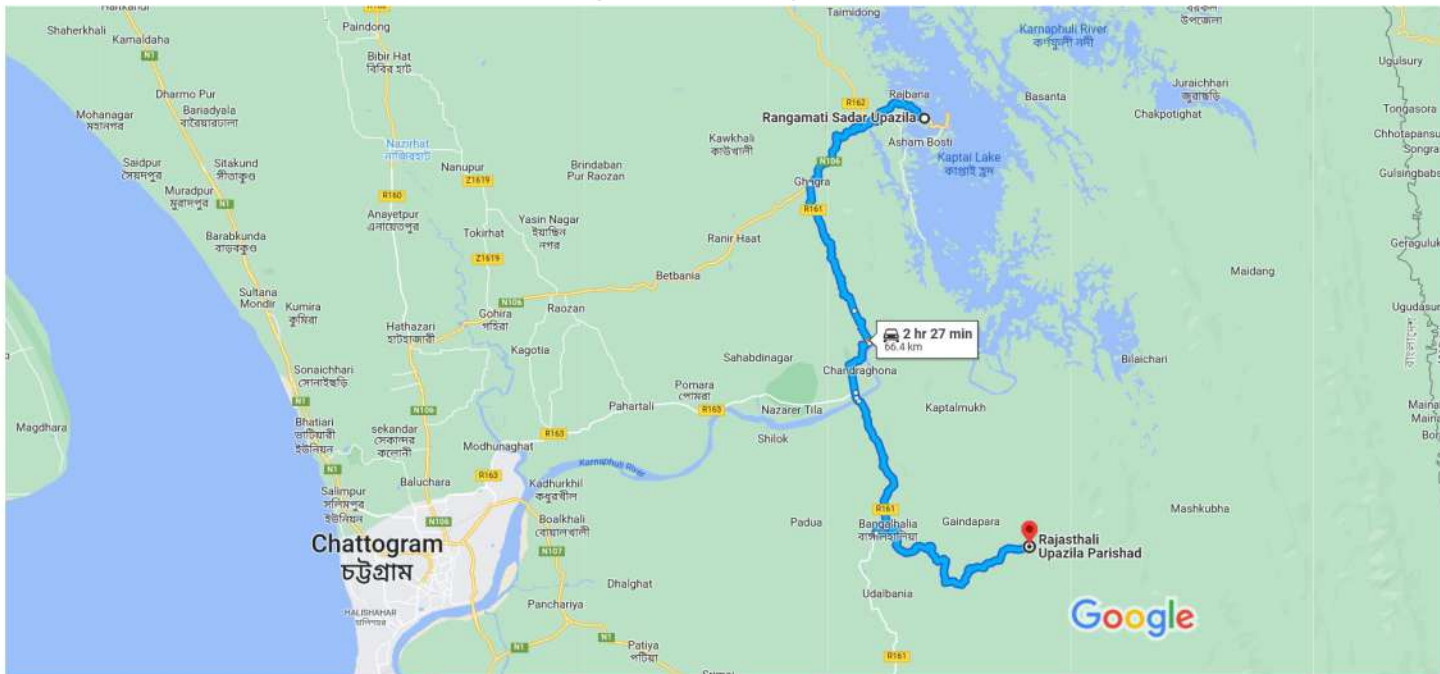 Harikandi
Shaherkhali
Kamaldaha
N1
Paindong
Bibir Hat
বিবির হাট
Dharmo Pur
Mohanagar
মহানগর
Bariadyala
বারৈয়ারঢালা
Saidpur
সৈয়দপুর
Sitakund
সীতাকুণ্ড
Muradpur
মুরাদপুর
N1
Barabkunda
বাড়বকুণ্ড
Nazirhat
নাজিরহাট
Nanupur
R160
Z1619
Anayetpur
এনায়েতপুর
Tokirhat
Z1619
Yasin Nagar
ইয়াছিন
নগর
Brindaban
Pur Raozan
Kawkhali
কাউখালী
Taimidong
R162
Rajbana
Rangamati Sadar Upazila
Asham Bosti
Kaptai Lake
কাপ্তাই হ্রদ
Karnaphuli River
কর্ণফুলী নদী
উপজেলা
Basanta
Juraichhari
জুরাছড়ি
Chakpotighat
Ugulsury
Tongasora
Chhotapansu
Songra
Gulsingbabs
N106
Ghagra
R161
Ranir Haat
Betbania
N106
Sultana
Mondir
Kumira
কুমিরা
Gohira
গহিরা
Raozan
Hathazari
হাটহাজারী
Kagotia
Geraguluk
Maidang
Ugudasur
বাংলাদেশ
2 hr 27 min
66.4 km
Sahabdinagar
Chandraghona
Bilaichari
Sonaichhari
সোনাইছড়ি
N1
Pomara
পোমরা
Pahartali
R163
Nazarer Tila
Kaptaimukh
Magdhara
Bhatiari
ভাটিয়ারী
ইউনিয়ন
N106
sekandar
সেকান্দর
কলোনী
Modhunaghat
R163
Shilok
N1
R163
Karnaphuli River
Salimpur
সলিমপুর
ইউনিয়ন
Baluchara
Kadhurkhil
কধুরখীল
N106
Boalkhali
বোয়ালখালী
Padua
R161
Bangalhalia
বাঙ্গালহালিয়া
Gaindapara
Mashkubha
Rajasthali
Upazila Parishad
Chattogram
চট্টগ্রাম
N107
Dhalghat
Udalbania
HALISHAHAR
হালিশহর
Panchariya
Google
N1
N1
Patiya
পটিয়া
R161